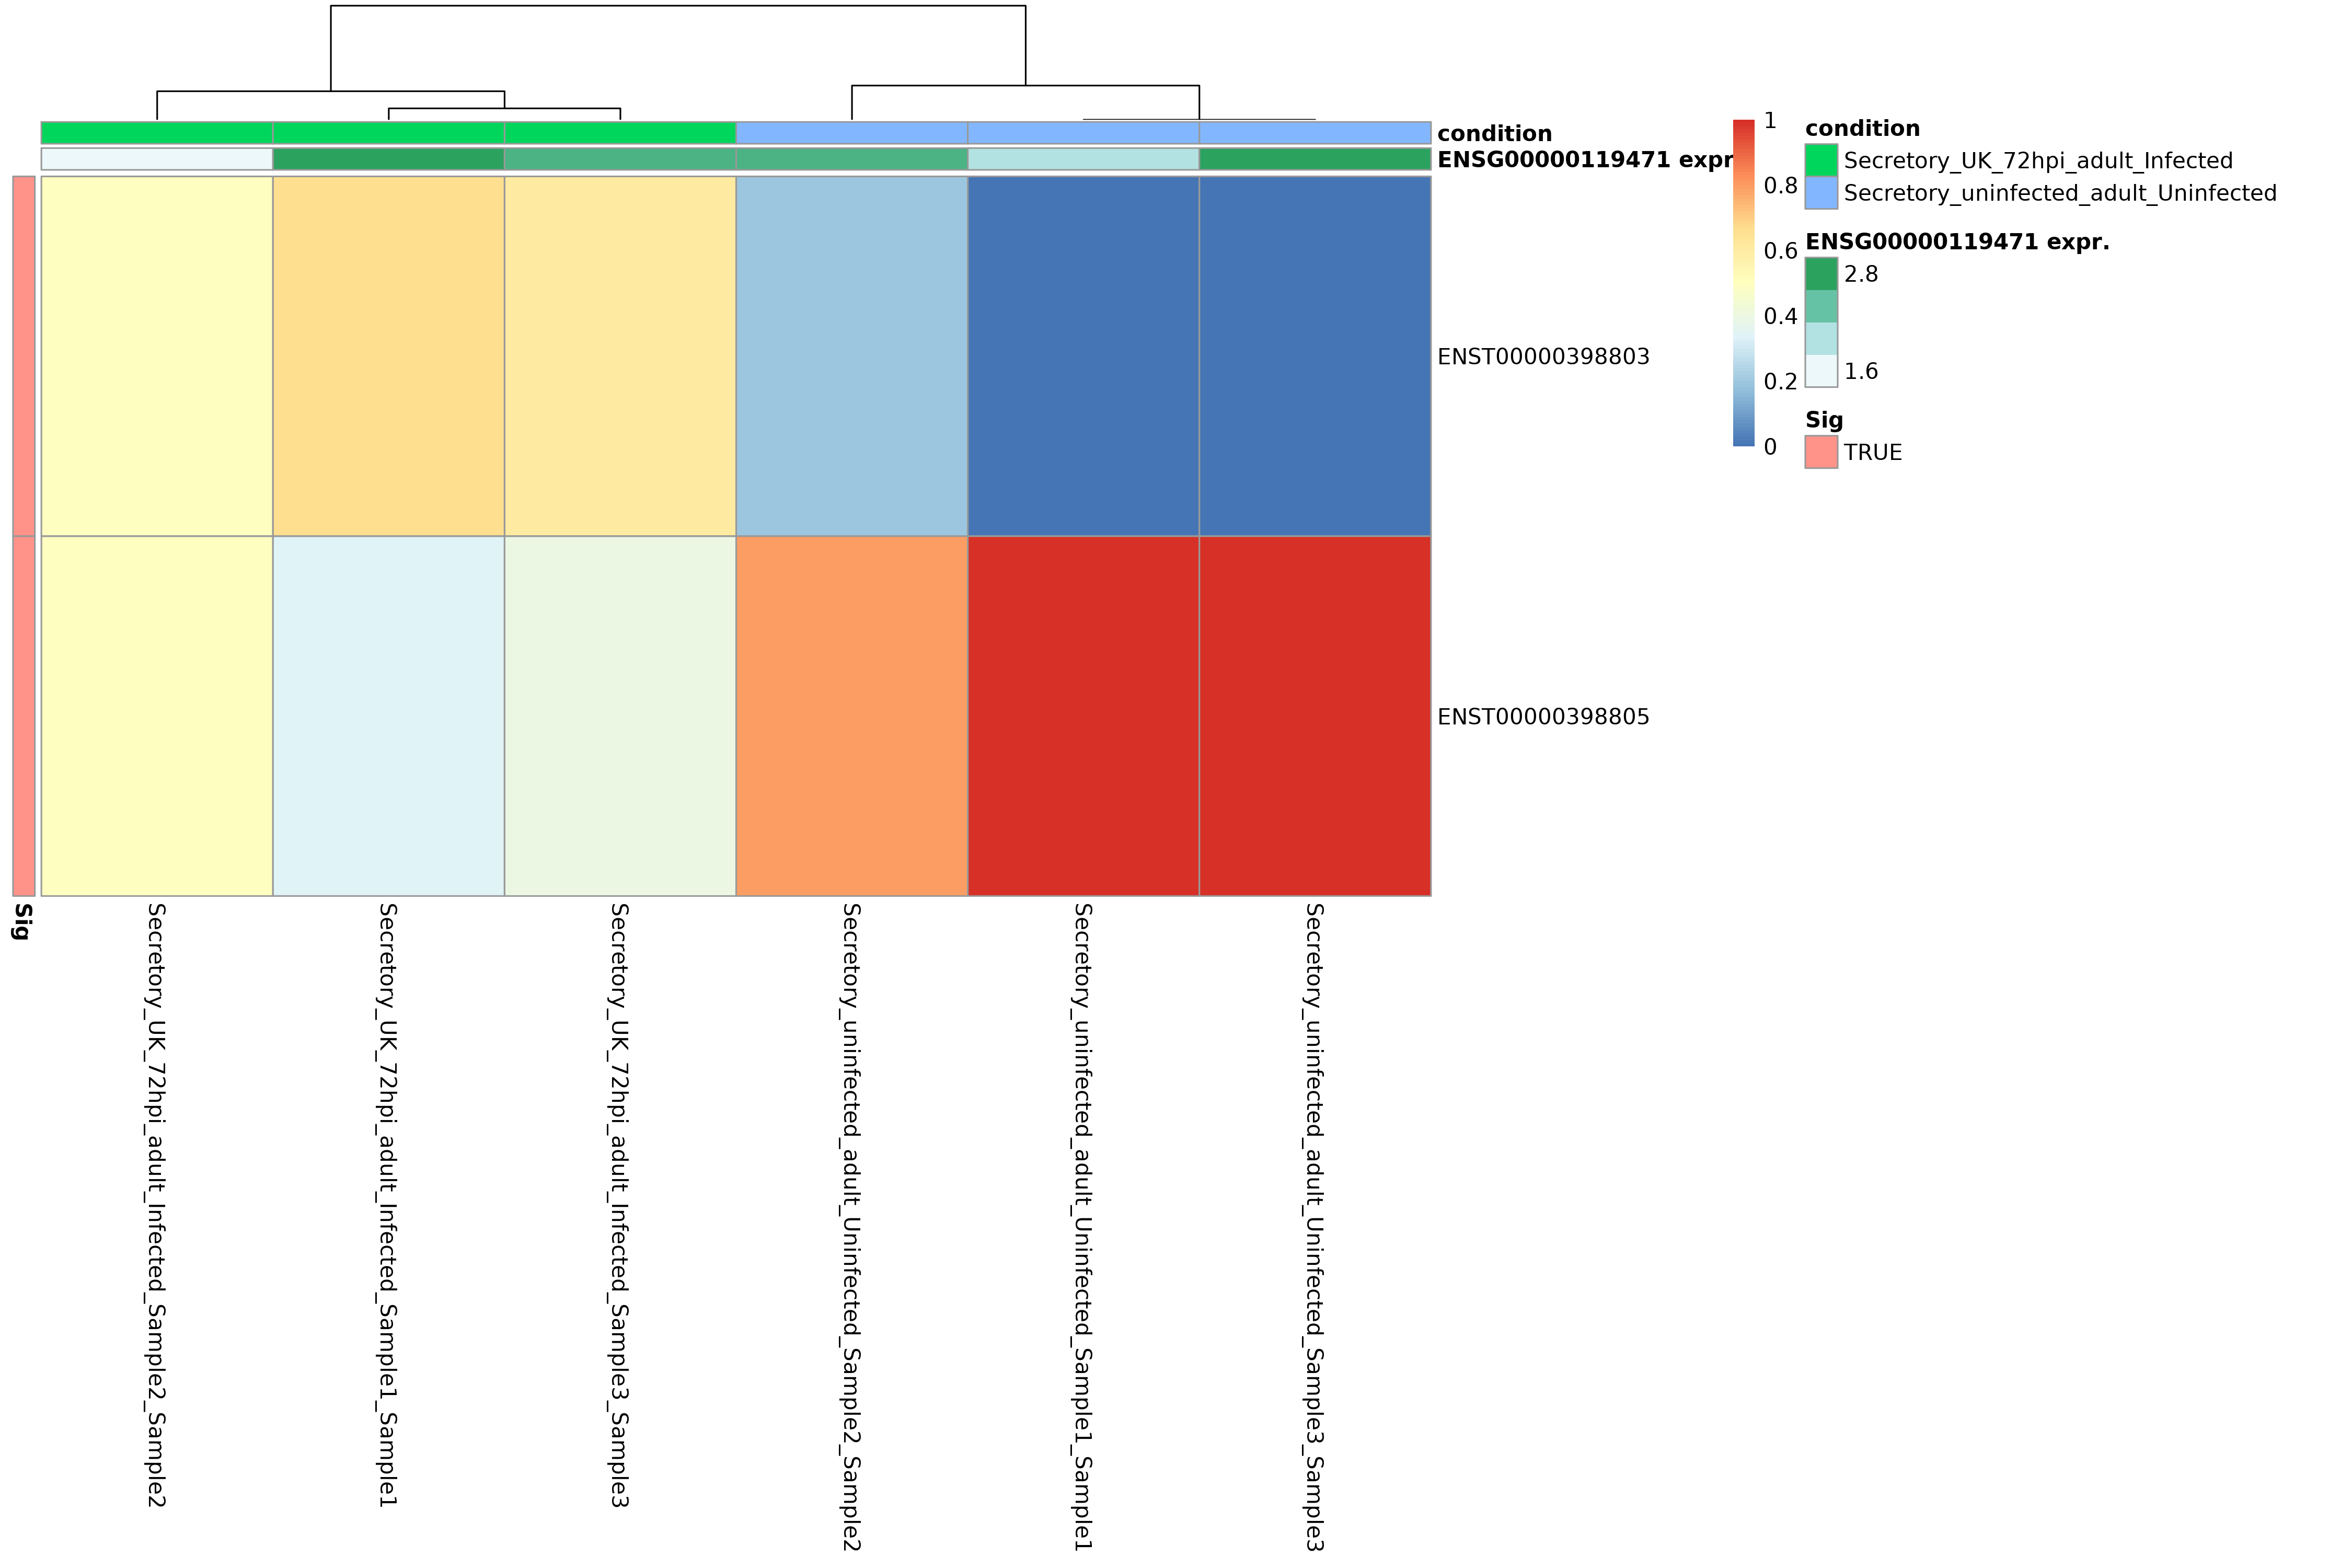 condition
ENSG00000119471 expr
ENST00000398803
ENST00000398805
Sig
Secretory_UK_72hpi_adult_Infected_Sample2_Sample2
Secretory_UK_72hpi_adult_Infected_Sample1_Sample1
Secretory_UK_72hpi_adult_Infected_Sample3_Sample3
Secretory_uninfected_adult_Uninfected_Sample2_Sample2
Secretory_uninfected_adult_Uninfected_Sample1_Sample1
Secretory_uninfected_adult_Uninfected_Sample3_Sample3
1
0.8
0.6
0.4
0.2
0
condition
Secretory_UK_72hpi_adult_Infected
Secretory_uninfected_adult_Uninfected
ENSG00000119471 expr.
2.8
1.6
Sig
TRUE